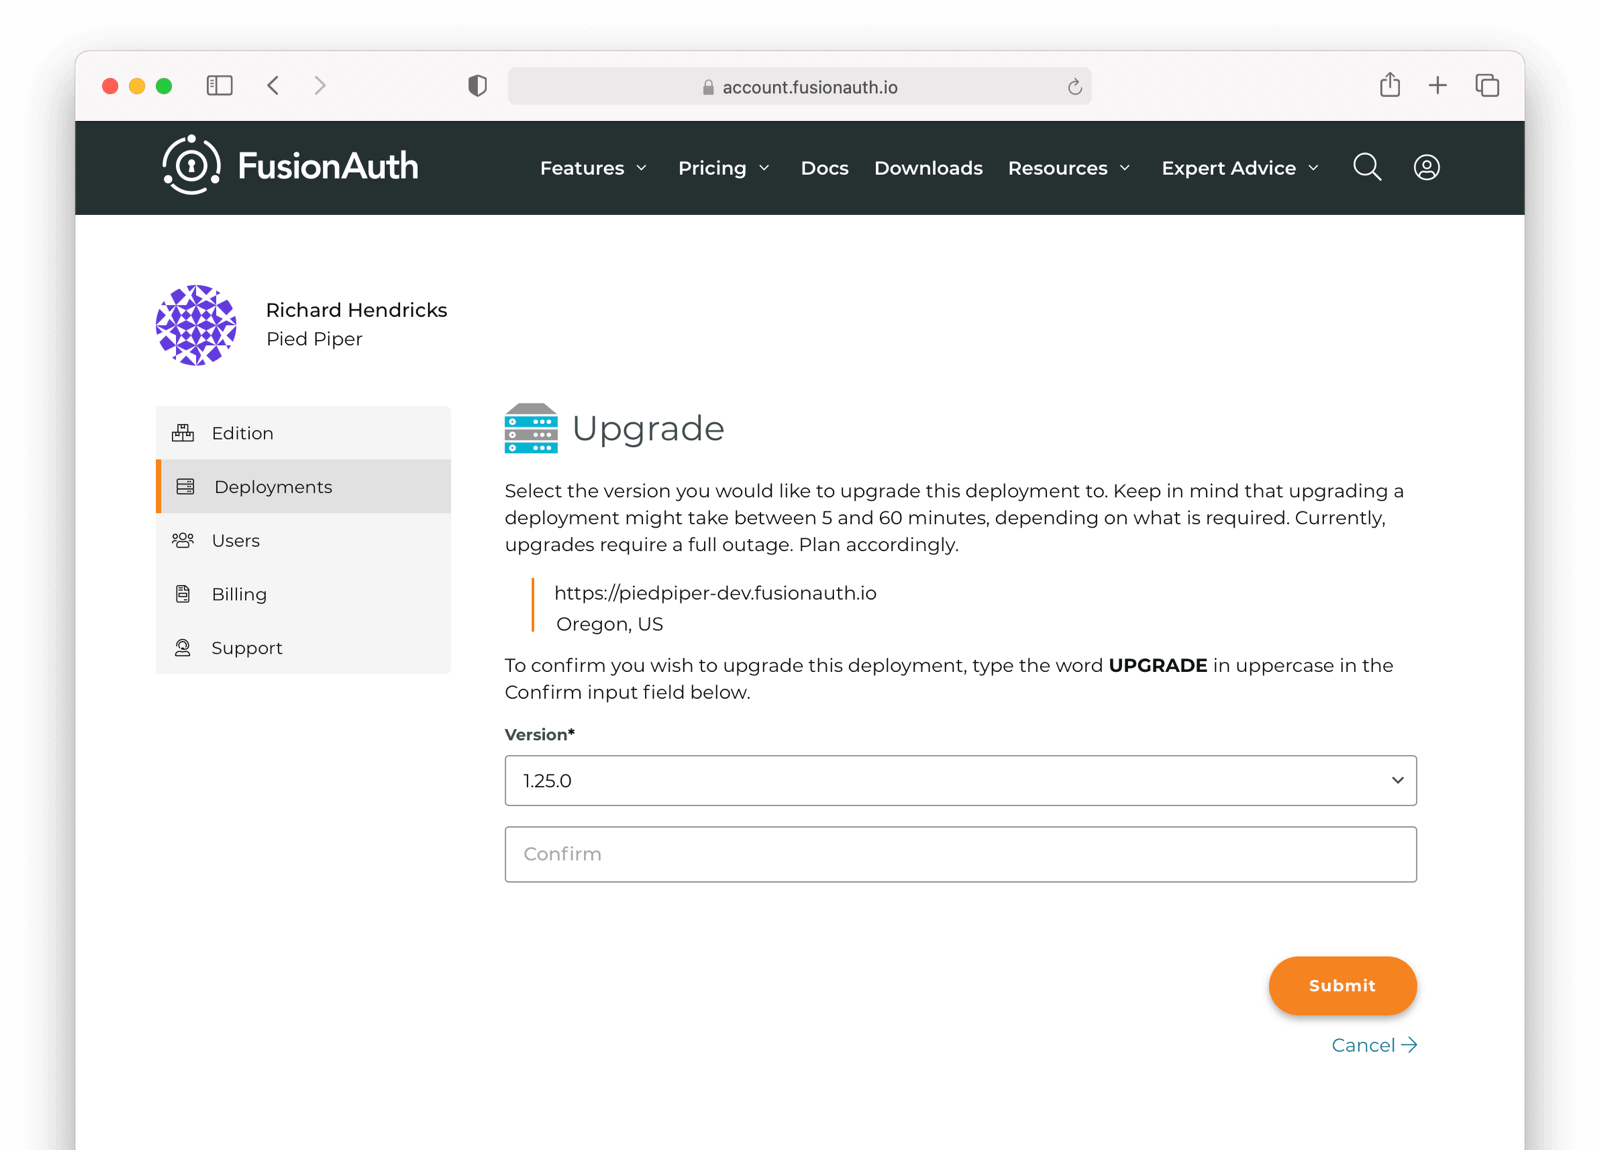 account.fusionauth.io
FusionAuth
Features Pricing Docs Downloads Resources Expert Advice
Richard Hendricks
Pied Piper
Edition
Deployments
Users
Billing
Support
Upgrade
Select the version you would like to upgrade this deployment to. Keep in mind that upgrading a
deployment might take between 5 and 60 minutes, depending on what is required. Currently,
upgrades require a full outage. Plan accordingly.
https://piedpiper-dev.fusionauth.io
Oregon, US
To confirm you wish to upgrade this deployment, type the word UPGRADE in uppercase in the
Confirm input field below.
Version*
1.25.0
Confirm
Submit
Cancel